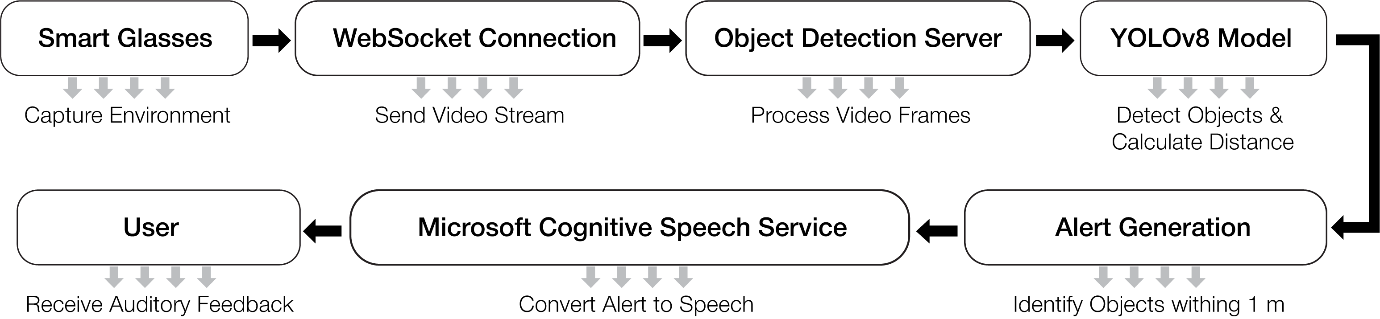 Smart Glasses
WebSocket Connection
Object Detection Server
YOLOv8 Model
Capture Environment
Send Video Stream
Process Video Frames
Detect Objects &
Calculate Distance
User
Microsoft Cognitive Speech Service
Alert Generation
Receive Auditory Feedback
Convert Alert to Speech
Identify Objects withing 1 m